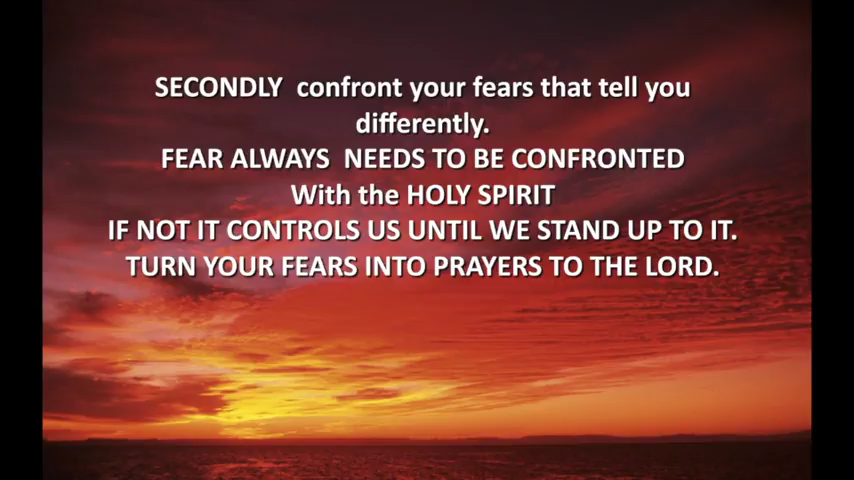 SECONDLY  confront your fears that tell you
differently.
FEAR ALWAYS  NEEDS TO BE CONFRONTED
With the HOLY SPIRIT
IF NOT IT CONTROLS US UNTIL WE STAND UP TO IT.
TURN YOUR FEARS INTO PRAYERS TO THE LORD.